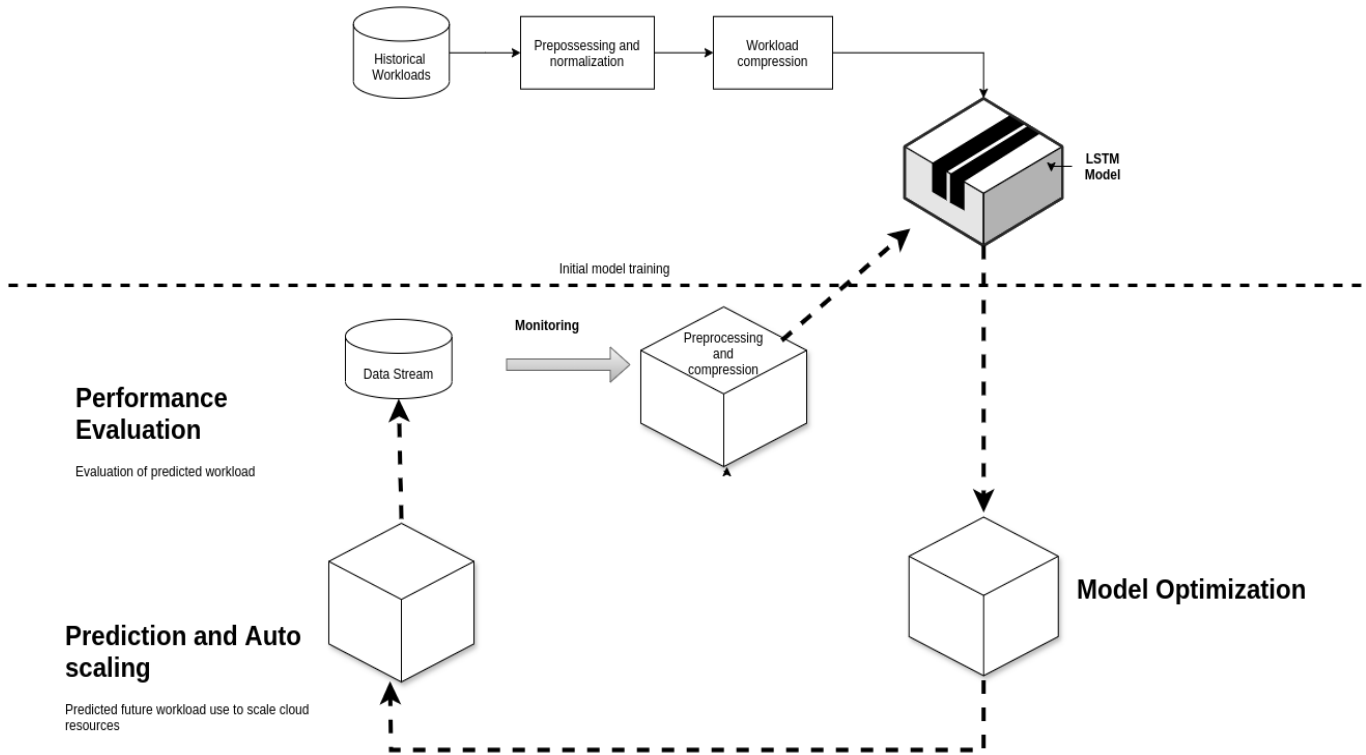 Historical
Workloads
Prepossessing and
normalization
Workload
compression
LSTM
Model
Initial model training
Monitoring
Preprocessing
and
compression
Data Stream
Performance
Evaluation
Evaluation of predicted workload
Model Optimization
Prediction and Auto
scaling
Predicted future workload use to scale cloud
resources